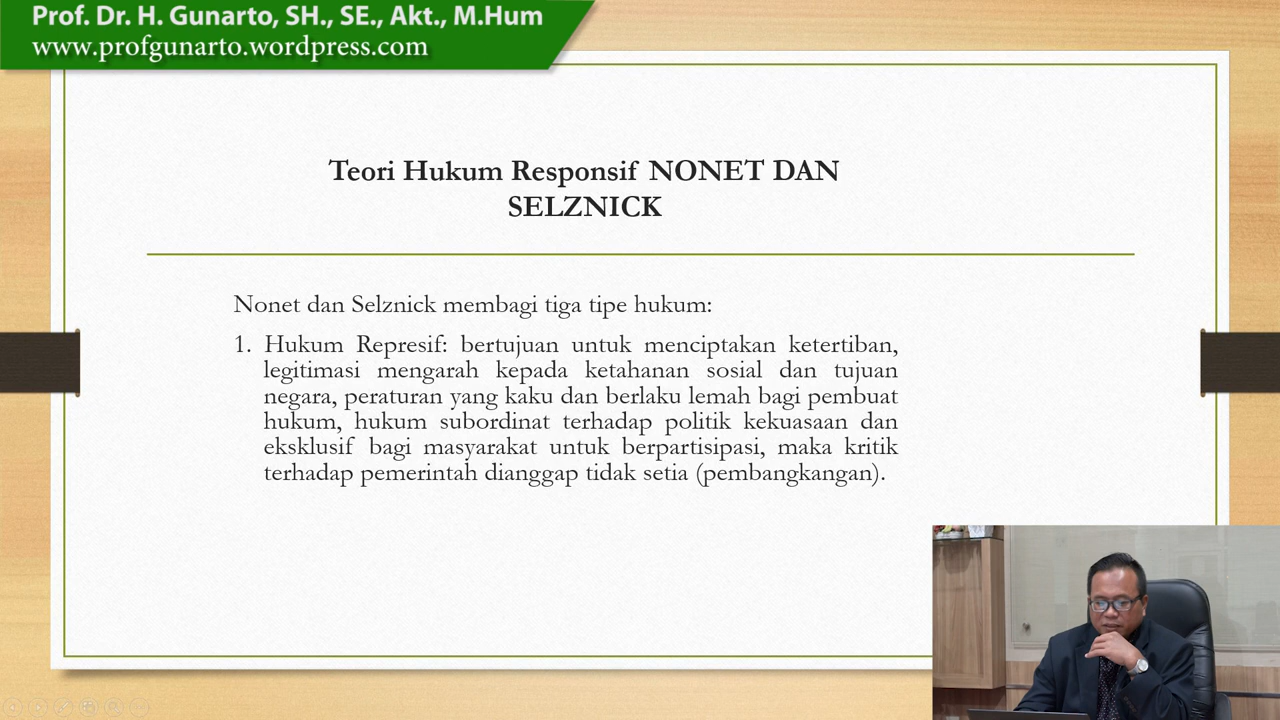 Prof. Dr. H. Gunarto, SH., SE., Akt., M.Hum
www.profgunarto.wordpress.com
Teori Hukum Responsif NONET DAN
SELZNICK
Nonet dan Selznick membagi tiga tipe hukum:
1. Hukum Represif: bertujuan untuk menciptakan ketertiban,
legitimasi mengarah kepada ketahanan sosial dan tujuan
negara, peraturan yang kaku dan berlaku lemah bagi pembuat
hukum, hukum subordinat terhadap politik kekuasaan dan
eksklusif bagi masyarakat untuk berpartisipasi, maka kritik
terhadap pemerintah dianggap tidak setia (pembangkangan).